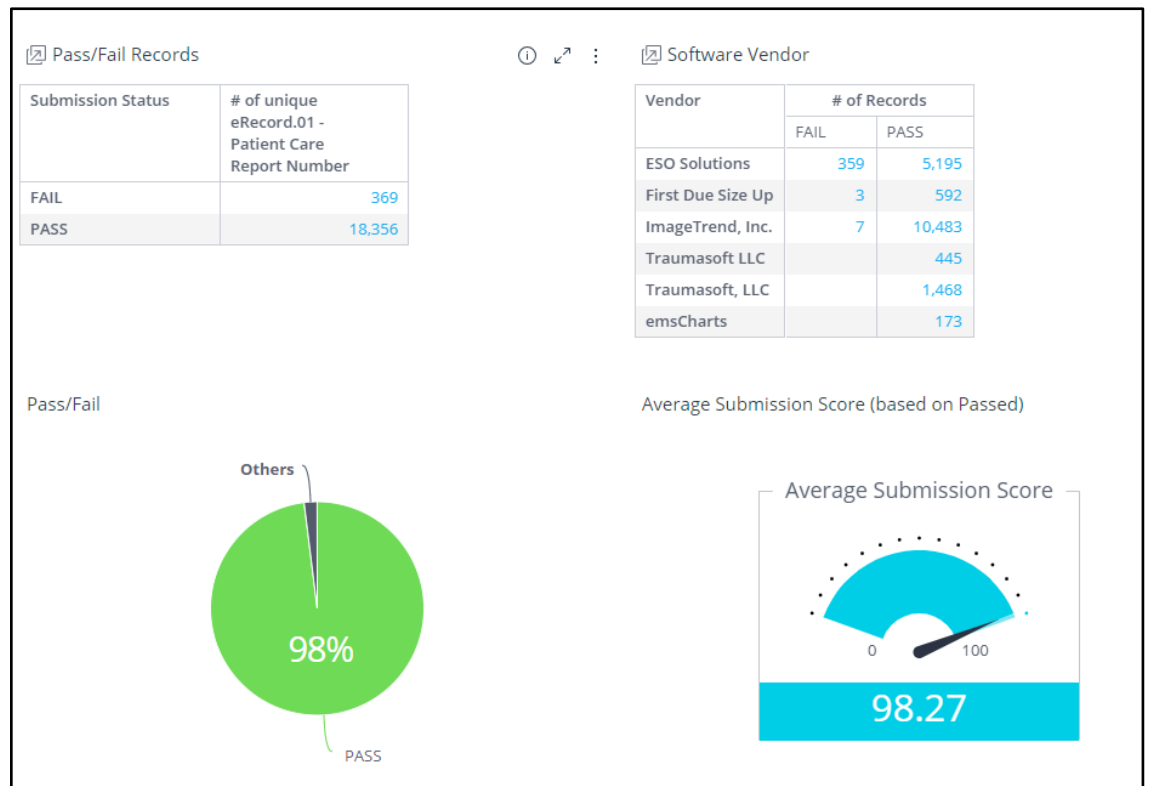 Pass/Fail Records
Submission Status
# of unique
eRecord.01 -
Patient Care
Report Number
FAIL 369
PASS 18,356
Software Vendor
Vendor # of Records
FAIL PASS
ESO Solutions 359 5,195
First Due Size Up 3 592
ImageTrend, Inc. 7 10,483
Traumasoft LLC 445
Traumasoft, LLC 1,468
emsCharts 173
Pass/Fail
Others
98%
PASS
Average Submission Score (based on Passed)
Average Submission Score
0 100
98.27